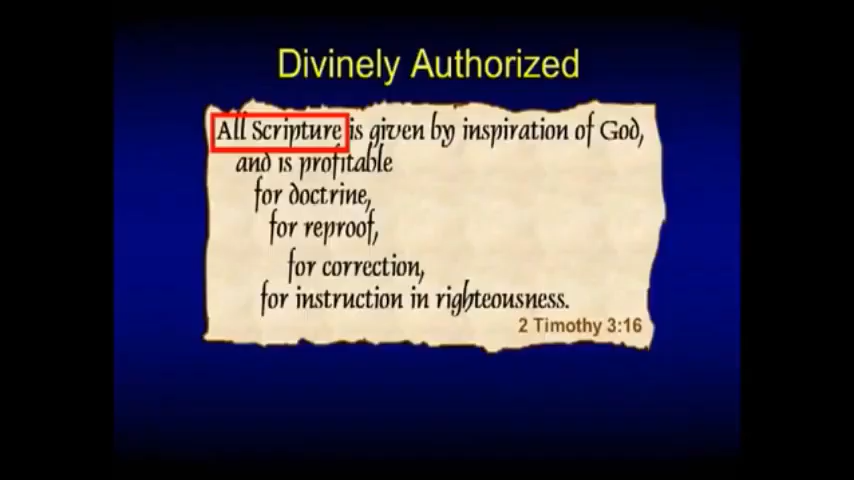 Divinely Authorized
All Scripture is given by inspiration of God,
and is profitable
for doctrine,
for reproof,
for correction,
for instruction in righteousness.
2 Timothy 3:16